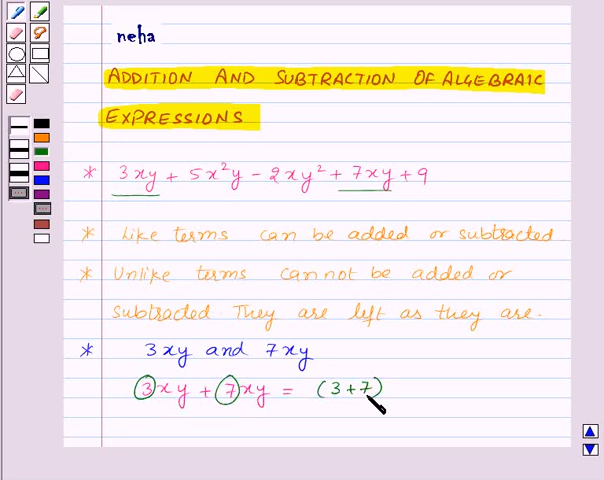 neha
ADDITION AND SUBTRACTION OF ALGEBRAIC
EXPRESSIONS
* 3xy + 5x²y - 2xy² + 7xy + 9
* Like terms can be added or subtracted
* Unlike terms cannot be added or
subtracted. They are left as they are.
* 3xy and 7xy
3xy + 7xy = (3+7)